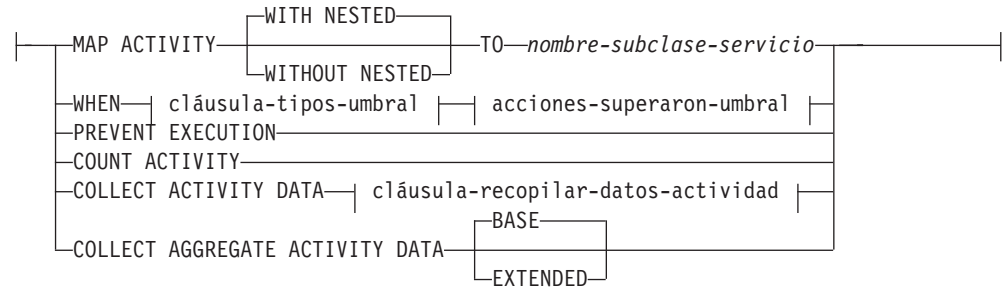 WITH NESTED
MAP ACTIVITY TO nombre-subclase-servicio
WITHOUT NESTED
WHEN cláusula-tipos-umbral acciones-superaron-umbral
PREVENT EXECUTION
COUNT ACTIVITY
COLLECT ACTIVITY DATA cláusula-recopilar-datos-actividad
BASE
COLLECT AGGREGATE ACTIVITY DATA
EXTENDED